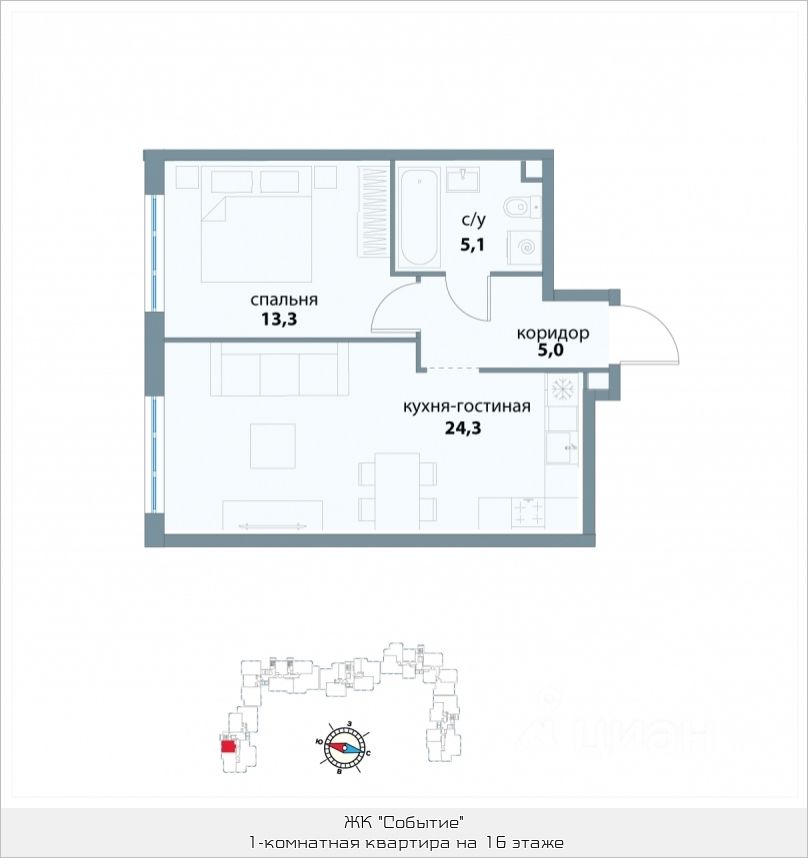 с/у
5,1
спальня
13,3
коридор
5,0
кухня-гостиная
24,3
З
Ю
С
В
циан
ЖК "Событие"
1-комнатная квартира на 16 этаже